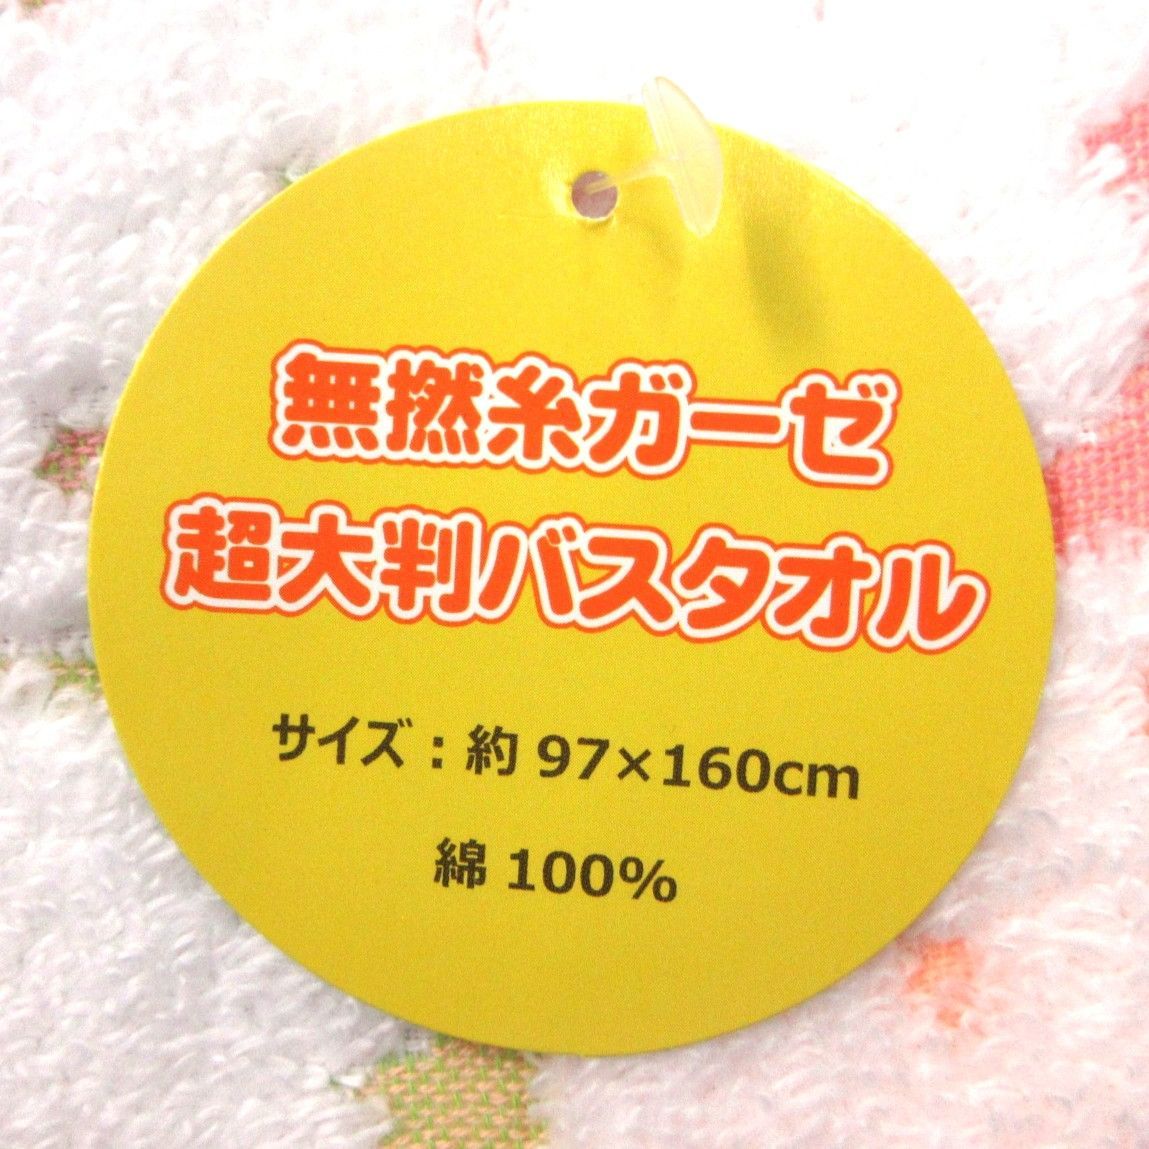 無撚糸ガーゼ
超大判バスタオル
サイズ：約 97×160cm
綿 100%